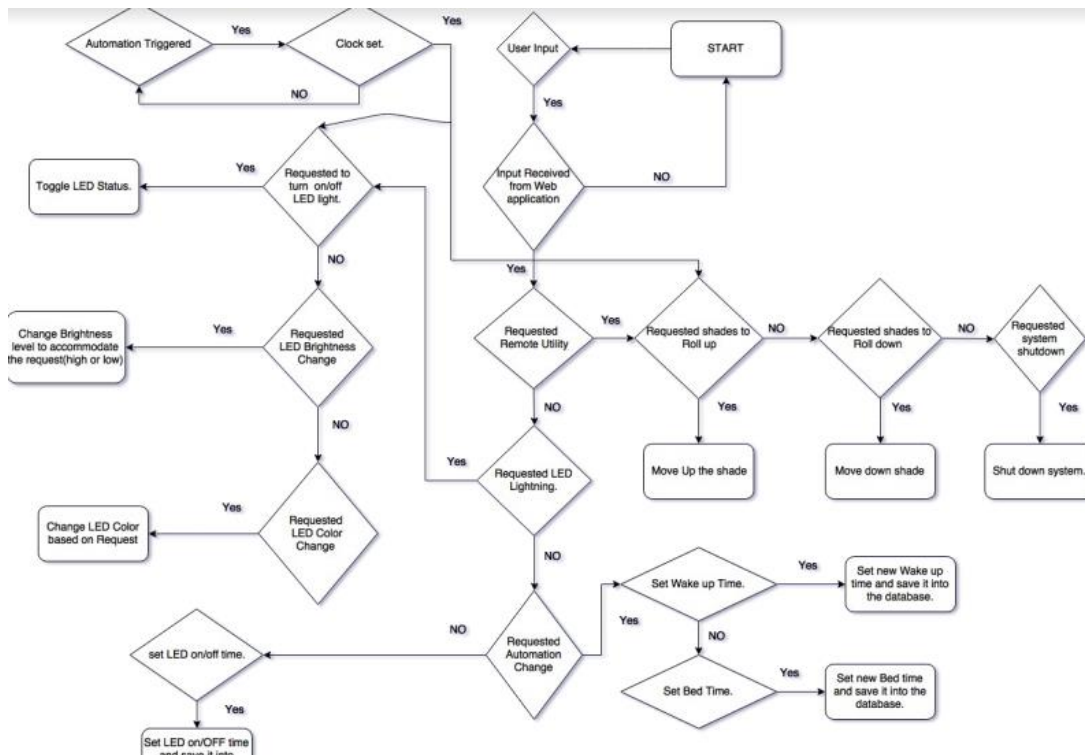 Yes
Yes
Automation Triggered
Clock set.
User Input
START
NO
Yes
Requested to
turn on/off
LED light.
Yes
Toggle LED Status.
Input Received
from Web
application
NO
NO
Yes
Change Brightness
level to accommodate
the request(high or low)
Yes
Requested
LED Brightness
Change
Requested
Remote Utility
Yes
Requested shades to
Roll up
NO
Requested shades to
Roll down
NO
Requested
system
shutdown
NO
NO
Yes
Yes
Yes
Yes
Requested LED
Lightning.
Move Up the shade
Move down shade
Shut down system.
Yes
Change LED Color
based on Request
Requested
LED Color
Change
NO
Set Wake up Time.
Yes
Set new Wake up
time and save it into
the database.
NO
Requested
Automation
Change
Yes
NO
set LED on/off time.
Set Bed Time.
Yes
Set new Bed time
and save it into the
database.
Yes
Set LED on/OFF time
and save it into